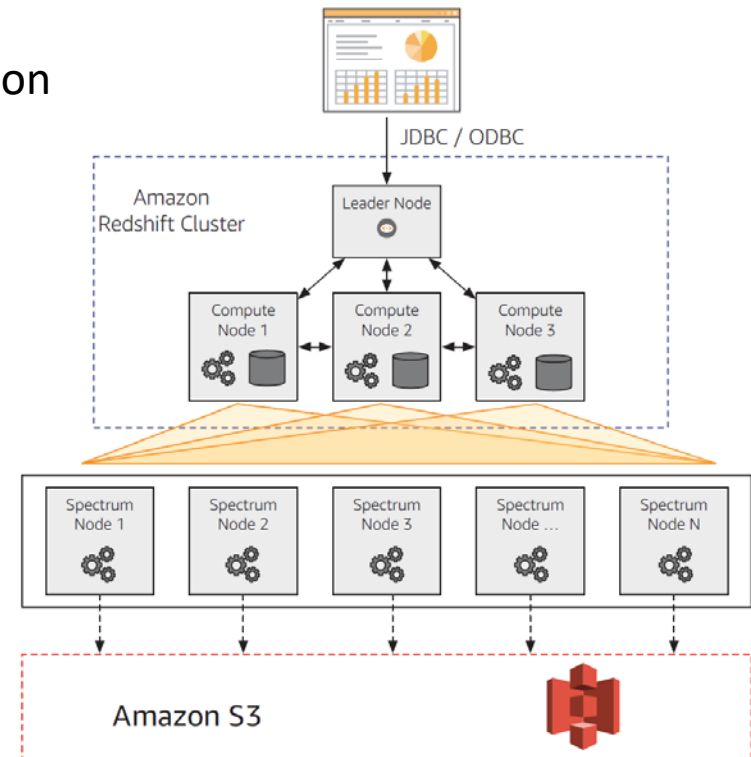 on
JDBC / ODBC
Amazon
Redshift Cluster
Leader Node
Compute
Node 1
Compute
Node 2
Compute
Node 3
Spectrum
Node 1
Spectrum
Node 2
Spectrum
Node 3
Spectrum
Node ...
Spectrum
Node N
Amazon S3